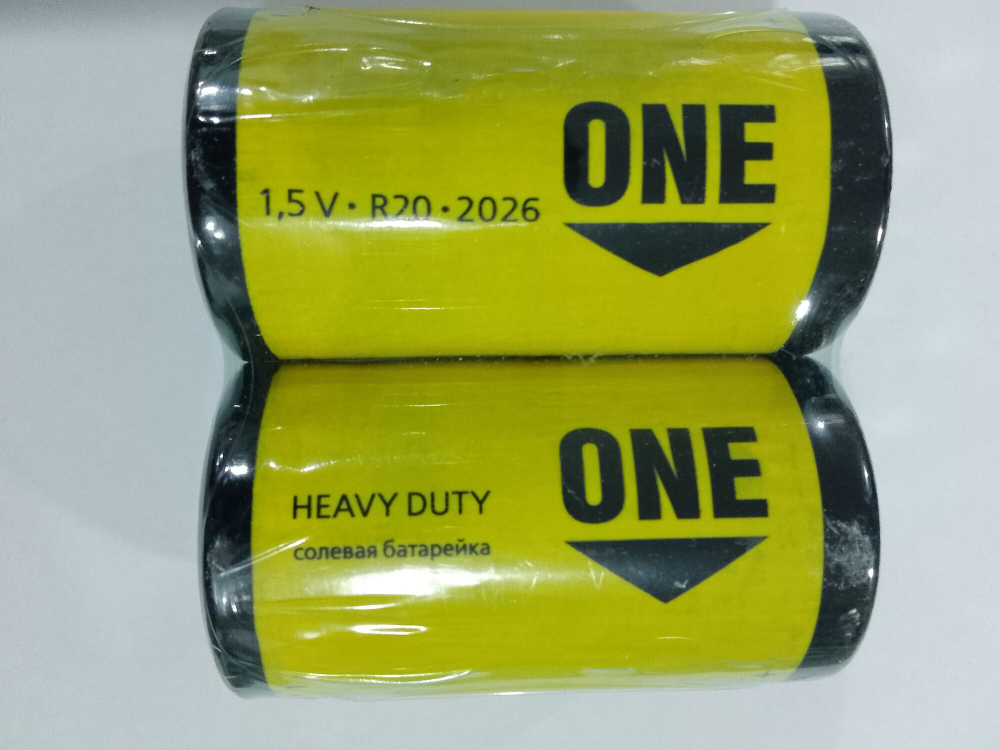 ONE
1,5 V · R20 · 2026
ONE
HEAVY DUTY
солевая батарейка